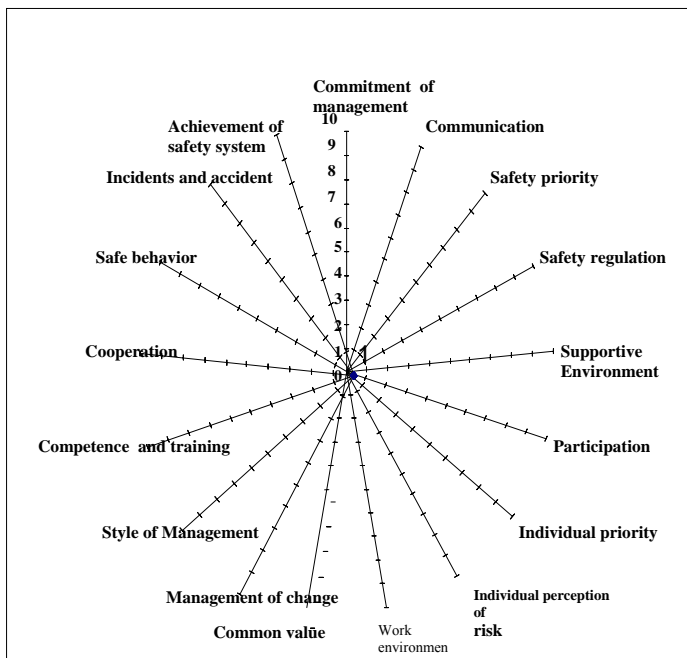 Commitment of
management
10
9
8
7
6
5
4
3
2
1
0
1
Communication
Safety priority
Safety regulation
Supportive
Environment
Participation
Individual priority
Individual perception
of
risk
Work
environmen
Common valūe
Management of change
Style of Management
Competence and training
Cooperation
Safe behavior
Incidents and accident
Achievement of
safety system